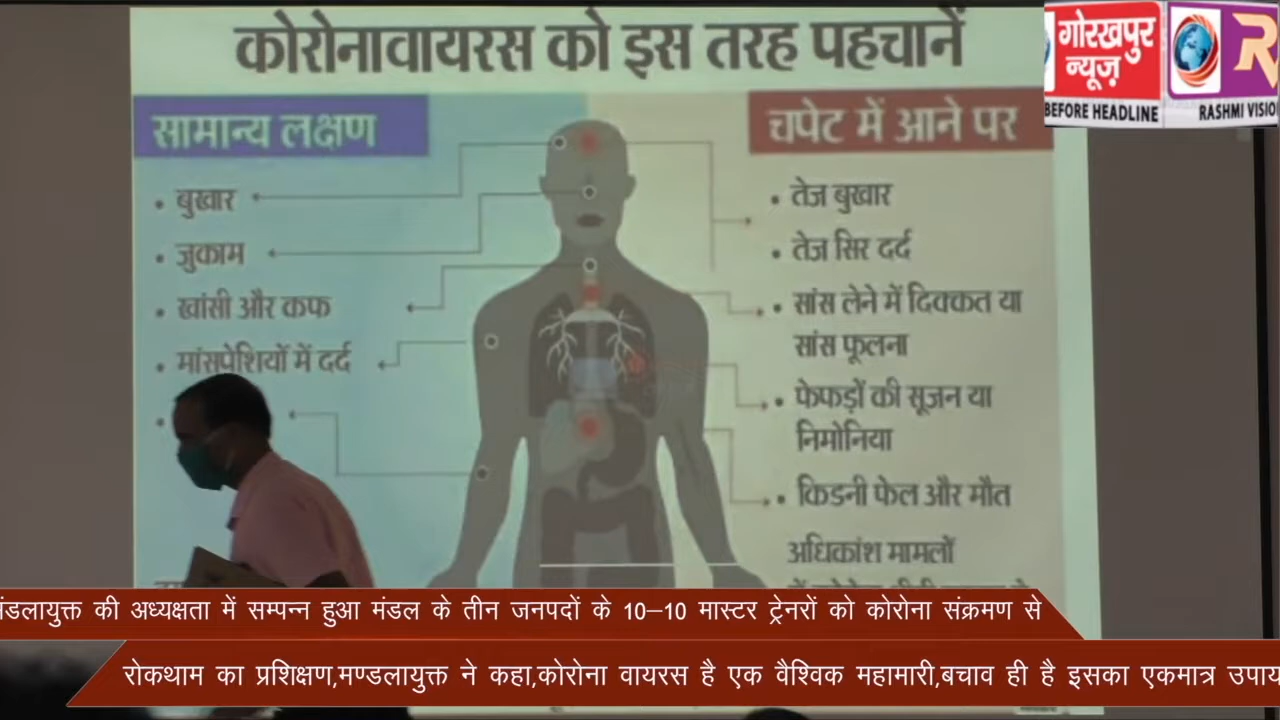 कोरोनावायरस को इस तरह पहचानें
गोरखपुर
न्यूज़
BEFORE HEADLINE
R
RASHMI VISIO
सामान्य लक्षण
• बुखार
• जुकाम
• खांसी और कफ
• मांसपेशियों में दर्द
चपेट में आने पर
• तेज बुखार
• तेज सिर दर्द
• सांस लेने में दिक्कत या
सांस फूलना
• फेफड़ों की सूजन या
निमोनिया
• किडनी फेल और मौत
अधिकांश मामलों
मंडलायुक्त की अध्यक्षता में सम्पन्न हुआ मंडल के तीन जनपदों के 10–10 मास्टर ट्रेनरों को कोरोना संक्रमण से
रोकथाम का प्रशिक्षण,मण्डलायुक्त ने कहा,कोरोना वायरस है एक वैश्विक महामारी,बचाव ही है इसका एकमात्र उपाय